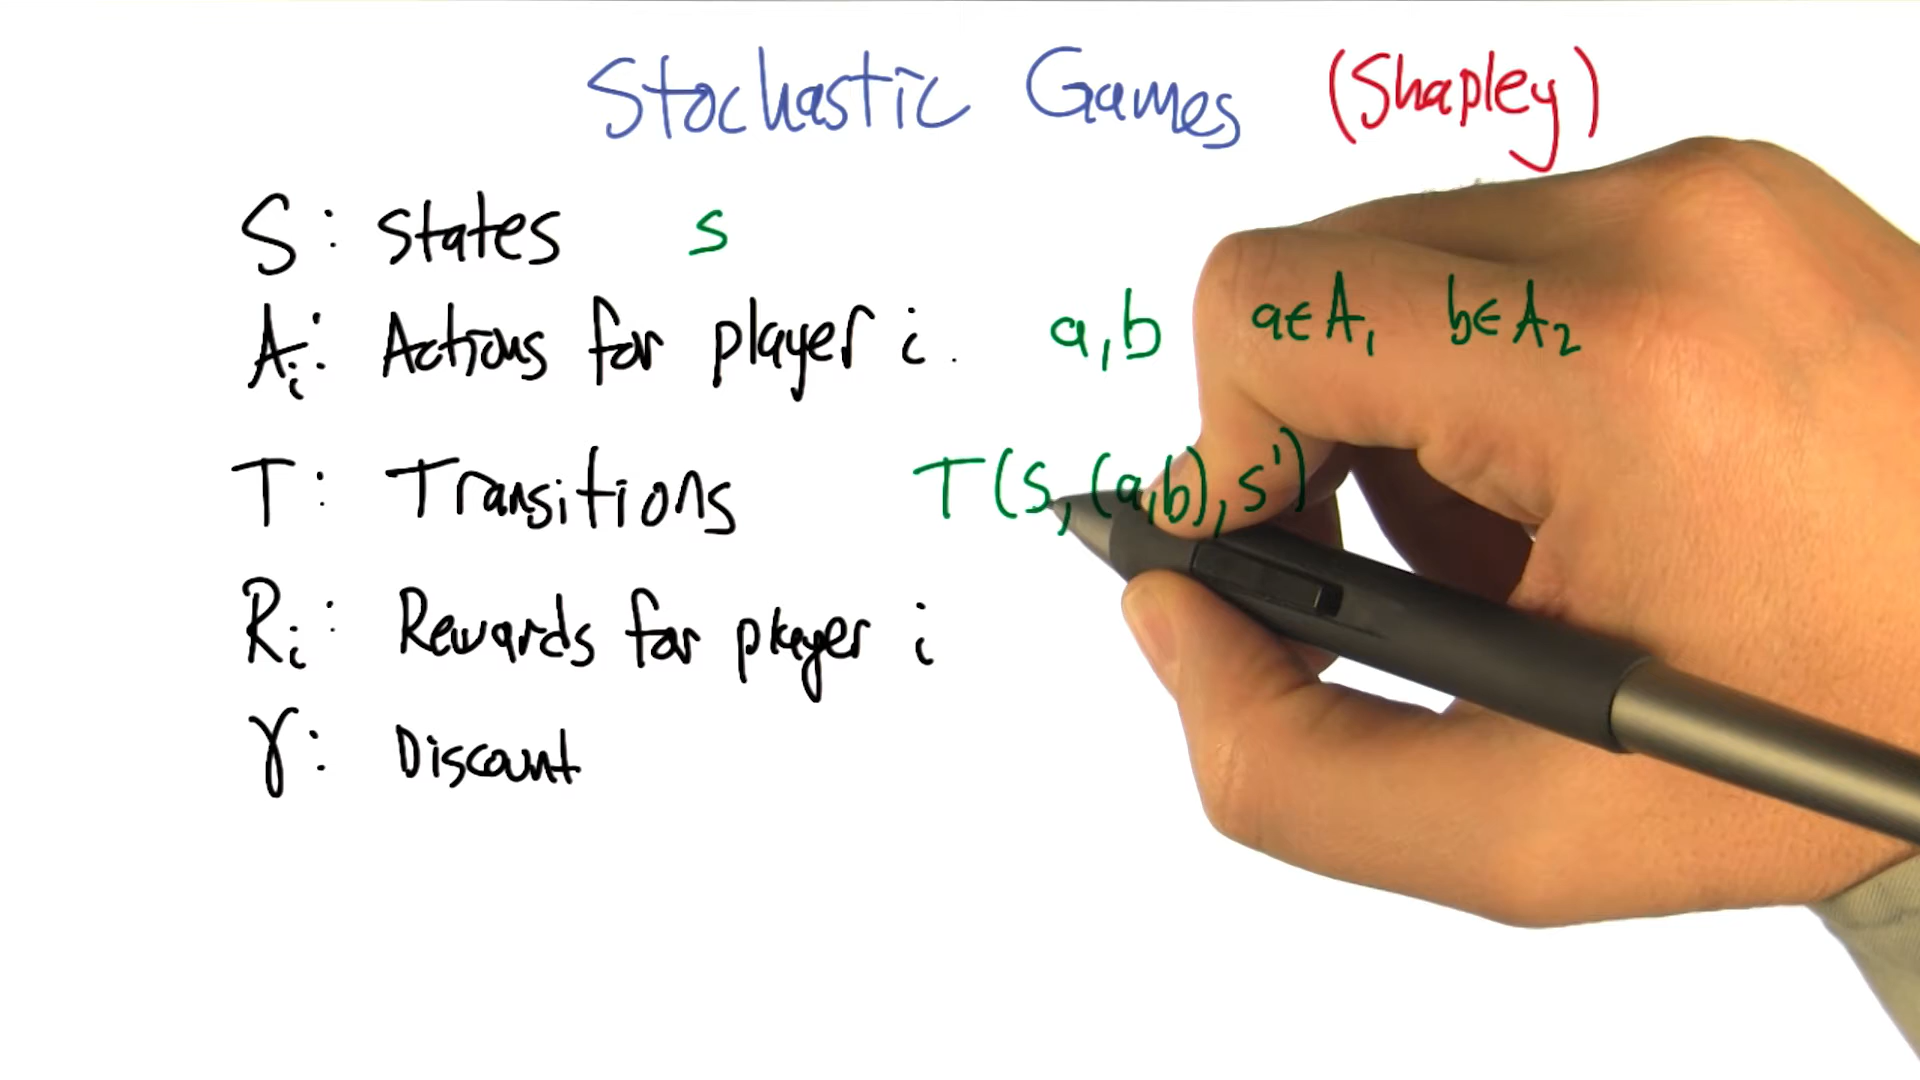 Stochastic Games (Shapley)
S: states s
Ai: Actions for player i. a,b a∈A1 b∈A2
T: Transitions T(s,(a,b),s')
Ri: Rewards for player i
γ: Discount